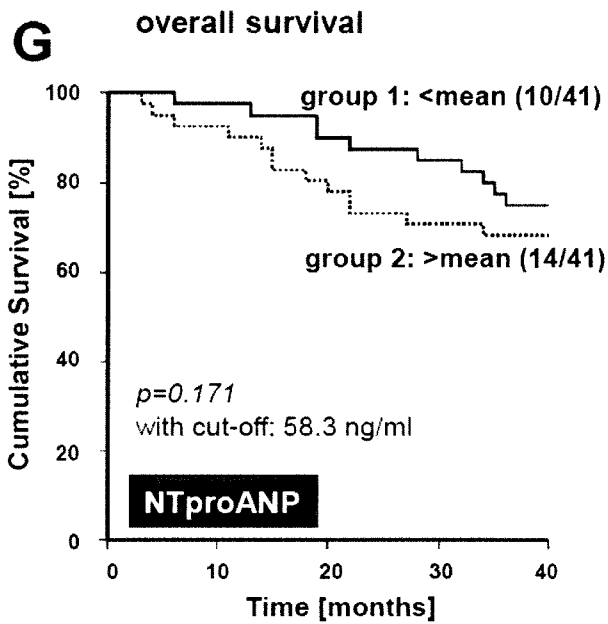 G
overall survival
group 1: <mean (10/41)
group 2: >mean (14/41)
Cumulative Survival [%]
100
80
60
40
20
0
p=0.171
with cut-off: 58.3 ng/ml
NTproANP
0 10 20 30 40
Time [months]